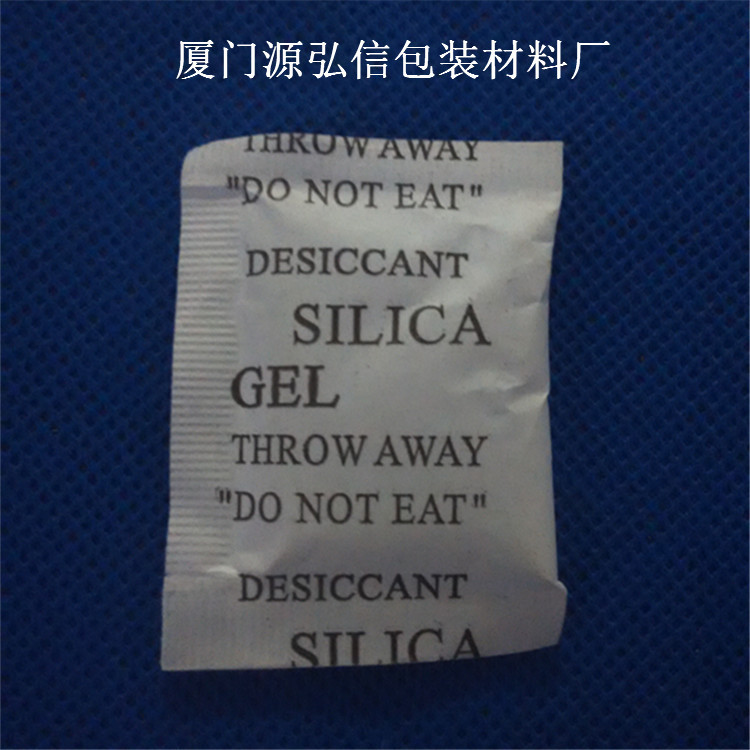 厦门源弘信包装材料厂
THROW AWAY
"DO NOT EAT"
DESICCANT
SILICA
GEL
THROW AWAY
"DO NOT EAT"
DESICCANT
SILICA